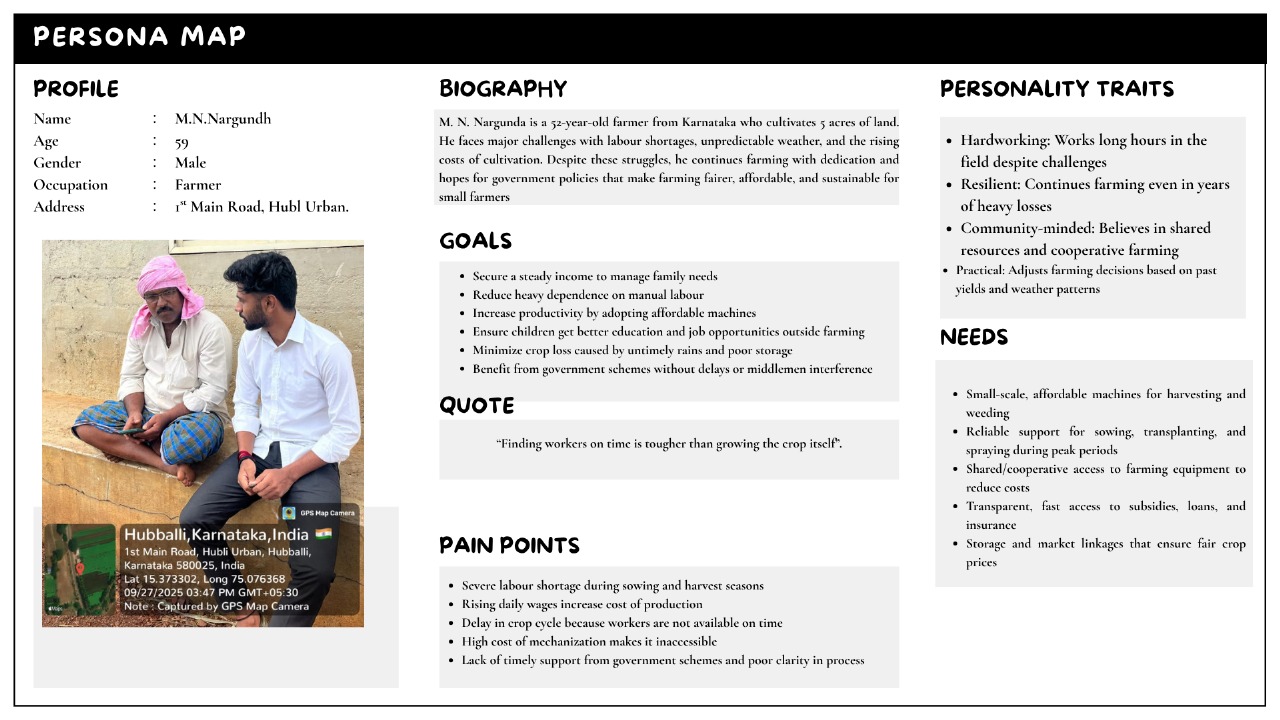 PERSONA MAP
PROFILE
Name : M.N.Nargundh
Age : 59
Gender : Male
Occupation : Farmer
Address : 1st Main Road, Hubl Urban.
GPS Map Camera
Hubballi,Karnataka,India 🇮🇳
1st Main Road, Hubli Urban, Hubballi,
Karnataka 580025, India
Lat 15.373302, Long 75.076368
09/27/2025 03:47 PM GMT+05:30
Note : Captured by GPS Map Camera
BIOGRAPHY
M. N. Nargunda is a 52-year-old farmer from Karnataka who cultivates 5 acres of land.
He faces major challenges with labour shortages, unpredictable weather, and the rising
costs of cultivation. Despite these struggles, he continues farming with dedication and
hopes for government policies that make farming fairer, affordable, and sustainable for
small farmers
GOALS
• Secure a steady income to manage family needs
• Reduce heavy dependence on manual labour
• Increase productivity by adopting affordable machines
• Ensure children get better education and job opportunities outside farming
• Minimize crop loss caused by untimely rains and poor storage
• Benefit from government schemes without delays or middlemen interference
QUOTE
“Finding workers on time is tougher than growing the crop itself”.
PAIN POINTS
• Severe labour shortage during sowing and harvest seasons
• Rising daily wages increase cost of production
• Delay in crop cycle because workers are not available on time
• High cost of mechanization makes it inaccessible
• Lack of timely support from government schemes and poor clarity in process
PERSONALITY TRAITS
• Hardworking: Works long hours in the
field despite challenges
• Resilient: Continues farming even in years
of heavy losses
• Community-minded: Believes in shared
resources and cooperative farming
• Practical: Adjusts farming decisions based on past
yields and weather patterns
NEEDS
• Small-scale, affordable machines for harvesting and
weeding
• Reliable support for sowing, transplanting, and
spraying during peak periods
• Shared/cooperative access to farming equipment to
reduce costs
• Transparent, fast access to subsidies, loans, and
insurance
• Storage and market linkages that ensure fair crop
prices